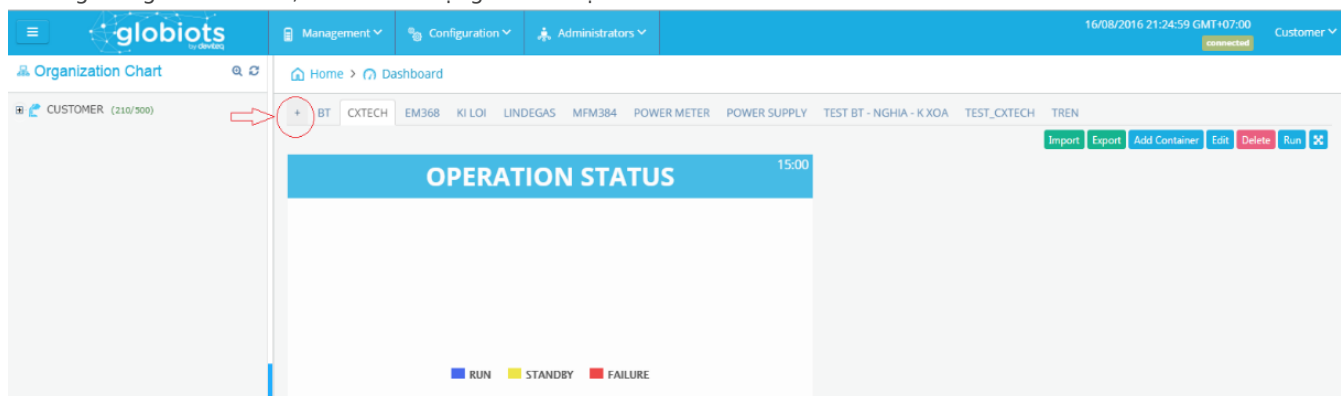 globiots
by devteq
Management
Configuration
Administrators
16/08/2016 21:24:59 GMT+07:00
connected
Customer
Organization Chart
Home > Dashboard
CUSTOMER (210/500)
+ BT CXTECH EM368 KI LOI LINDEGAS MFM384 POWER METER POWER SUPPLY TEST BT - NGHIA - K XOA TEST_CXTECH TREN
Import Export Add Container Edit Delete Run
OPERATION STATUS
15:00
RUN STANDBY FAILURE